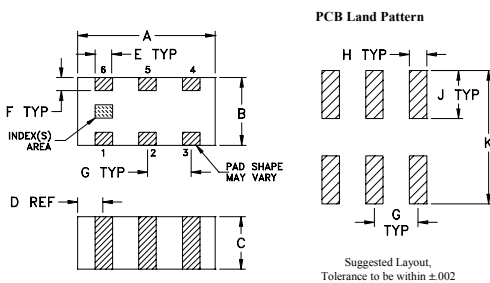 PCB Land Pattern
A
E TYP
6 5 4
F TYP
B
INDEX(S)
AREA
1 2 3
G TYP
PAD SHAPE
MAY VARY
D REF
C
H TYP
J TYP
K
G
TYP
Suggested Layout,
Tolerance to be within ±.002